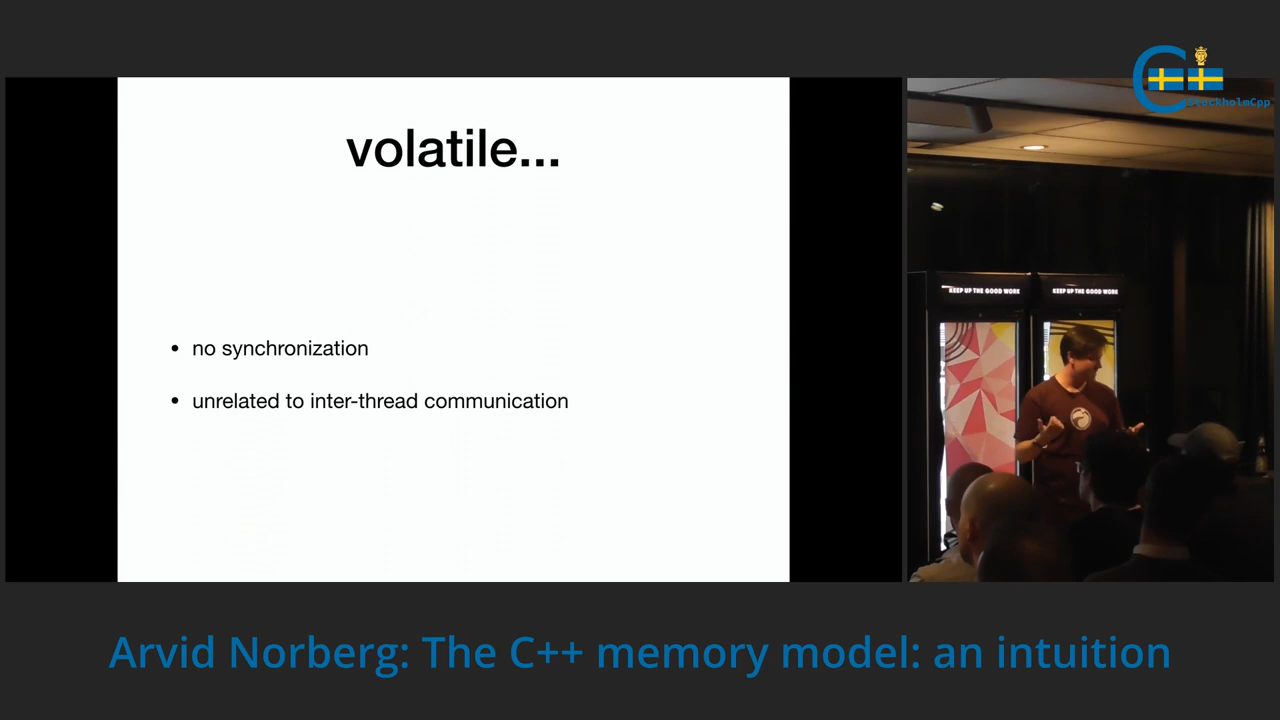 StockholmCpp
volatile...
KEEP UP THE GOOD WORK
KEEP UP THE GOOD WORK
• no synchronization
• unrelated to inter-thread communication
Arvid Norberg: The C++ memory model: an intuition